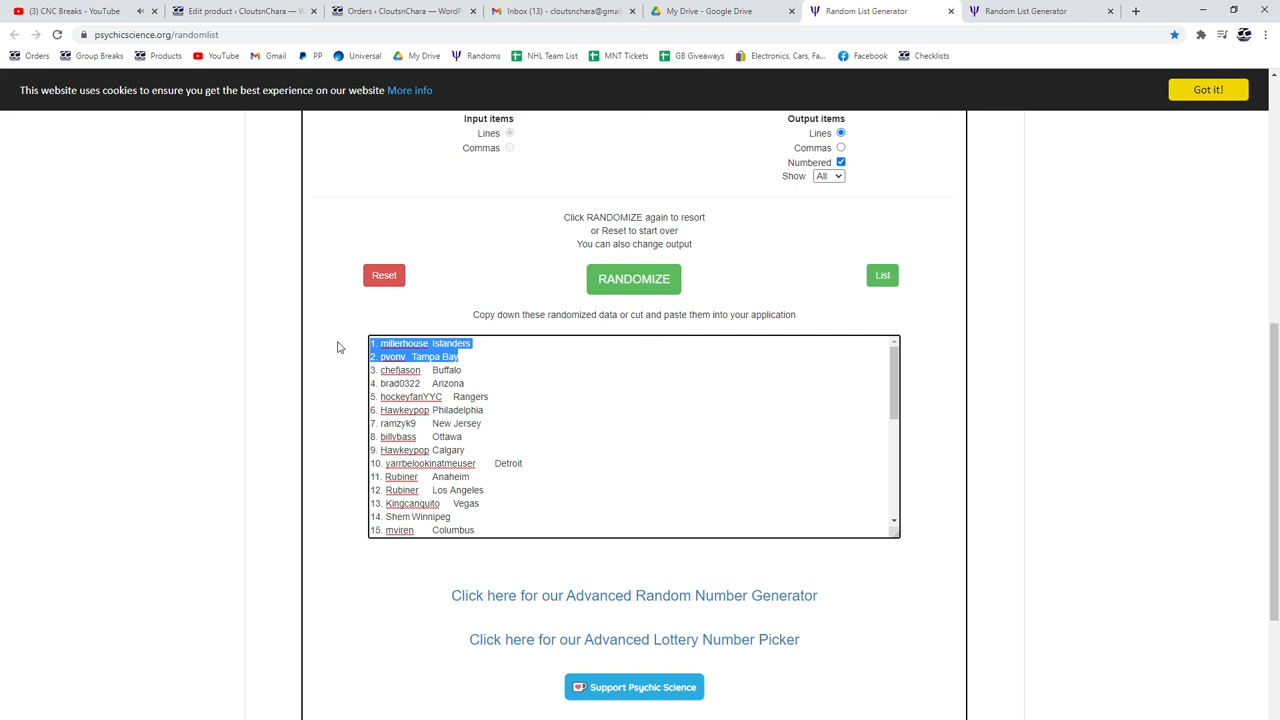 (3) CNC Breaks - YouTube
Edit product ‹ CloutsnChara — W
Orders ‹ CloutsnChara — WordP
Inbox (13) - cloutsnchara@gmail
My Drive - Google Drive
Random List Generator
Random List Generator
psychicscience.org/randomlist
Orders Group Breaks Products YouTube Gmail PP Universal My Drive Randoms NHL Team List MNT Tickets GB Giveaways Electronics, Cars, Fa... Facebook Checklists
This website uses cookies to ensure you get the best experience on our website More info
Got it!
Input items
Lines
Commas
Output items
Lines
Commas
Numbered
Show All
Click RANDOMIZE again to resort
or Reset to start over
You can also change output
Reset
RANDOMIZE
List
Copy down these randomized data or cut and paste them into your application
1. millerhouse Islanders
2. pvony Tampa Bay
3. chefjason Buffalo
4. brad0322 Arizona
5. hockeyfanYYC Rangers
6. Hawkeypop Philadelphia
7. ramzyk9 New Jersey
8. billybass Ottawa
9. Hawkeypop Calgary
10. yarrbelookinatmeuser Detroit
11. Rubiner Anaheim
12. Rubiner Los Angeles
13. Kingcanquito Vegas
14. Shem Winnipeg
15. mviren Columbus
Click here for our Advanced Random Number Generator
Click here for our Advanced Lottery Number Picker
Support Psychic Science